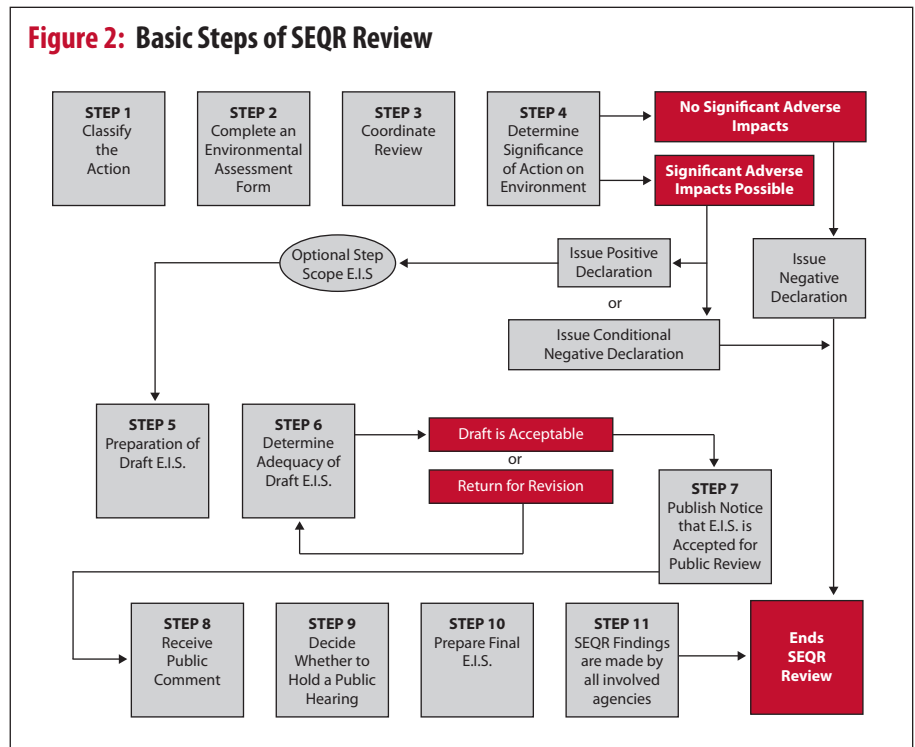 Figure 2: Basic Steps of SEQR Review
STEP 1
Classify
the
Action
STEP 2
Complete an
Environmental
Assessment
Form
STEP 3
Coordinate
Review
STEP 4
Determine
Significance
of Action on
Environment
No Significant Adverse
Impacts
Significant Adverse
Impacts Possible
Optional Step
Scope E.I.S
Issue Positive
Declaration
or
Issue Conditional
Negative Declaration
Issue
Negative
Declaration
STEP 5
Preparation of
Draft E.I.S.
STEP 6
Determine
Adequacy of
Draft E.I.S.
Draft is Acceptable
or
Return for Revision
STEP 7
Publish Notice
that E.I.S. is
Accepted for
Public Review
STEP 8
Receive
Public
Comment
STEP 9
Decide
Whether to
Hold a Public
Hearing
STEP 10
Prepare Final
E.I.S.
STEP 11
SEQR Findings
are made by
all involved
agencies
Ends
SEQR
Review